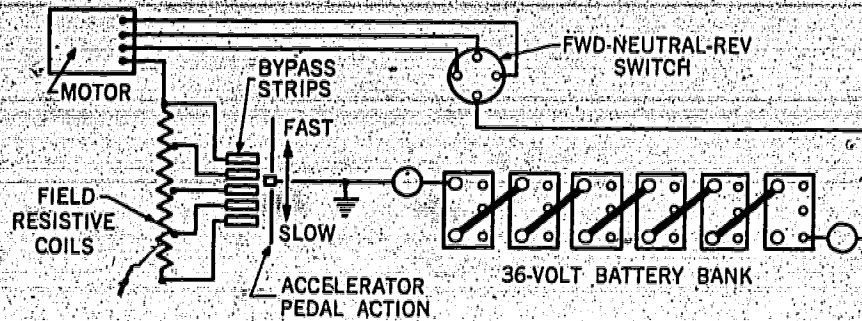 FWD-NEUTRAL-REV
SWITCH
BYPASS
STRIPS
MOTOR
FAST
FIELD
RESISTIVE
COILS
SLOW
36-VOLT BATTERY BANK
ACCELERATOR
PEDAL ACTION